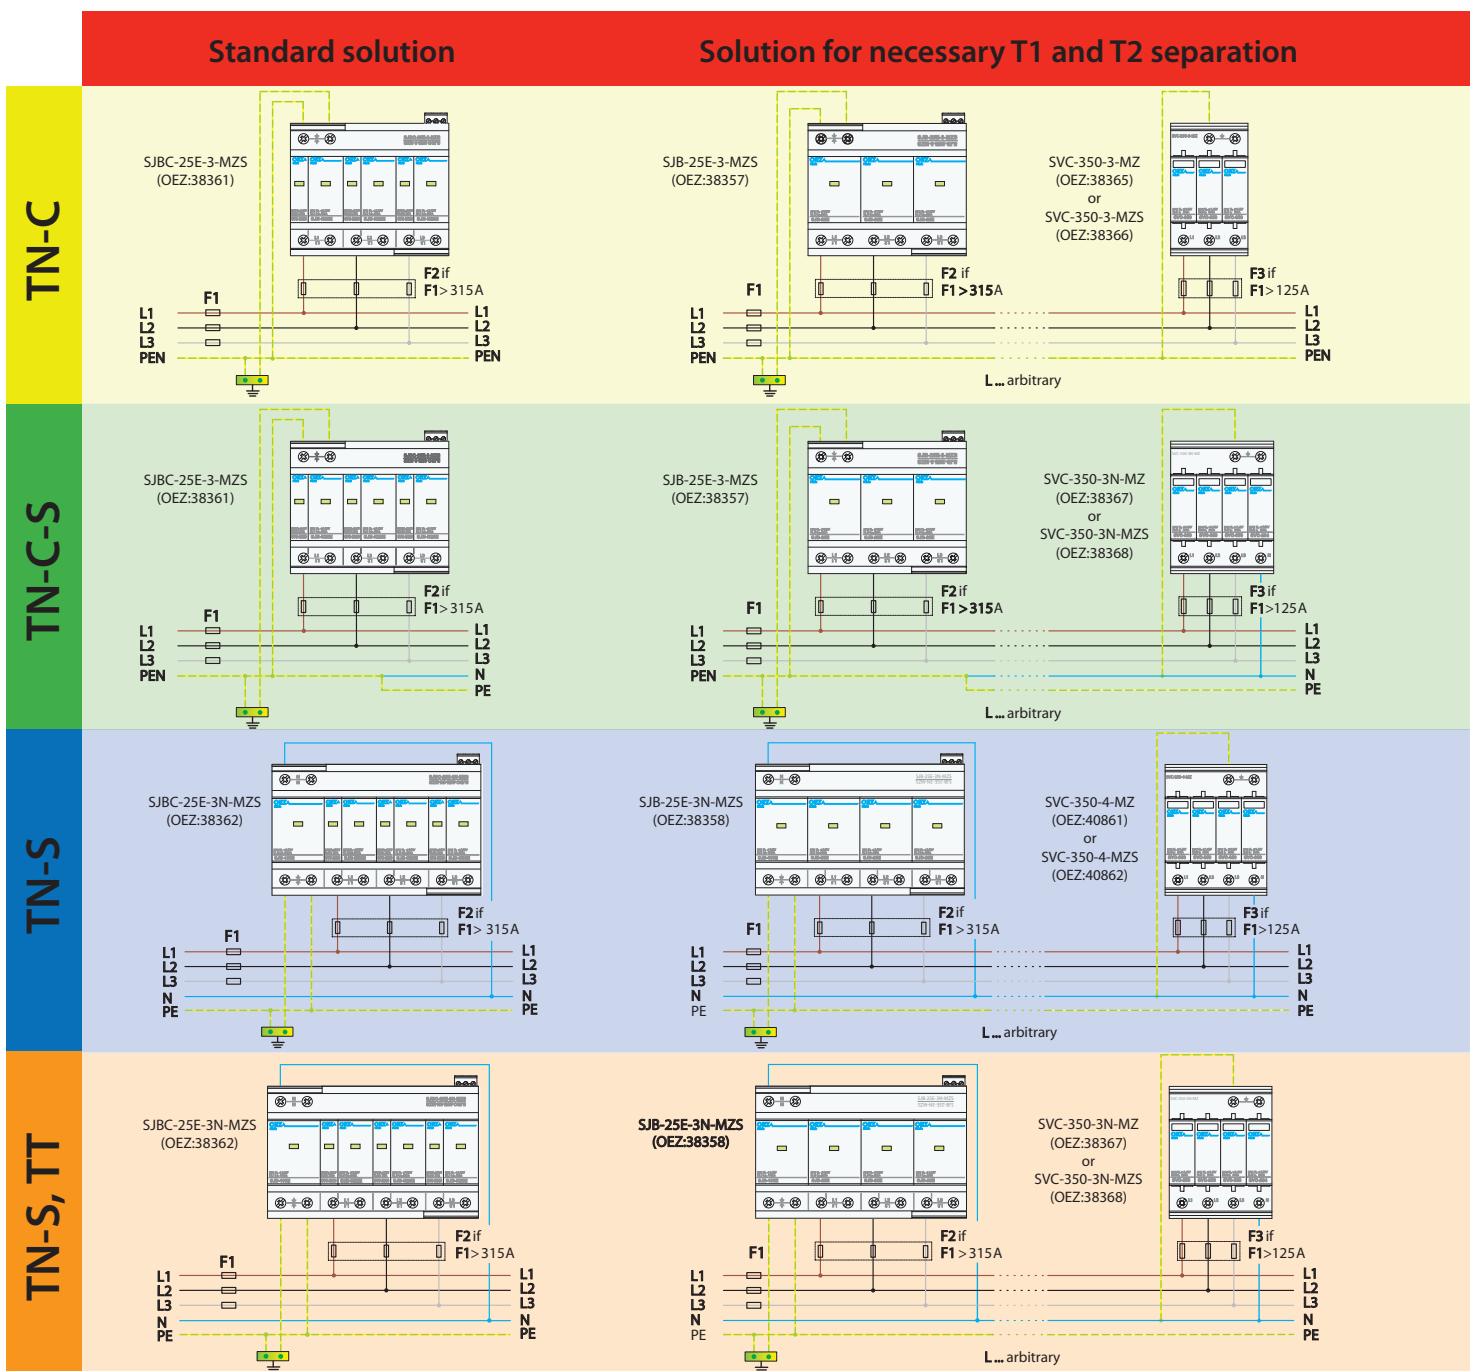 Standard solution
Solution for necessary T1 and T2 separation
TN-C
SJBC-25E-3-MZS
(OEZ:38361)
F2 if
F1 > 315A
F1
L1
L2
L3
PEN
L1
L2
L3
PEN
SJB-25E-3-MZS
(OEZ:38357)
F2 if
F1 > 315A
F1
L1
L2
L3
PEN
SVC-350-3-MZ
(OEZ:38365)
or
SVC-350-3-MZS
(OEZ:38366)
F3 if
F1 > 125A
L1
L2
L3
PEN
L ... arbitrary
TN-C-S
SJBC-25E-3-MZS
(OEZ:38361)
F2 if
F1 > 315A
F1
L1
L2
L3
PEN
L1
L2
L3
N
PE
SJB-25E-3-MZS
(OEZ:38357)
F2 if
F1 > 315A
F1
L1
L2
L3
PEN
SVC-350-3N-MZ
(OEZ:38367)
or
SVC-350-3N-MZS
(OEZ:38368)
F3 if
F1>125A
L1
L2
L3
N
PE
L ... arbitrary
TN-S
SJBC-25E-3N-MZS
(OEZ:38362)
F2 if
F1 > 315A
F1
L1
L2
L3
N
PE
L1
L2
L3
N
PE
SJB-25E-3N-MZS
(OEZ:38358)
F2 if
F1 > 315A
F1
L1
L2
L3
N
PE
SVC-350-4-MZ
(OEZ:40861)
or
SVC-350-4-MZS
(OEZ:40862)
F3 if
F1>125A
L1
L2
L3
N
PE
L ... arbitrary
TN-S, TT
SJBC-25E-3N-MZS
(OEZ:38362)
F2 if
F1 > 315A
F1
L1
L2
L3
N
PE
L1
L2
L3
N
PE
SJB-25E-3N-MZS
(OEZ:38358)
F2 if
F1 > 315A
F1
L1
L2
L3
N
PE
SVC-350-3N-MZ
(OEZ:38367)
or
SVC-350-3N-MZS
(OEZ:38368)
F3 if
F1>125A
L1
L2
L3
N
PE
L ... arbitrary